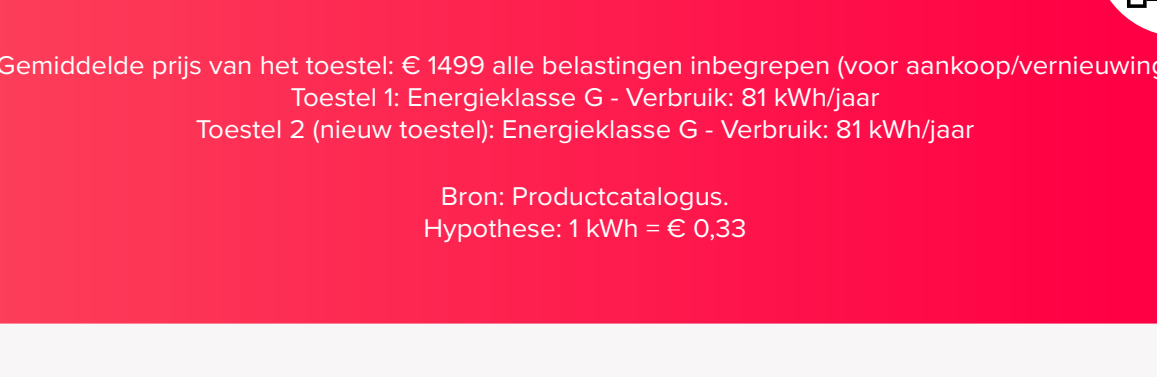 Gemiddelde prijs van het toestel: € 1499 alle belastingen inbegrepen (voor aankoop/vernieuwing
Toestel 1: Energieklasse G - Verbruik: 81 kWh/jaar
Toestel 2 (nieuw toestel): Energieklasse G - Verbruik: 81 kWh/jaar
Bron: Productcatalogus.
Hypothese: 1 kWh = € 0,33